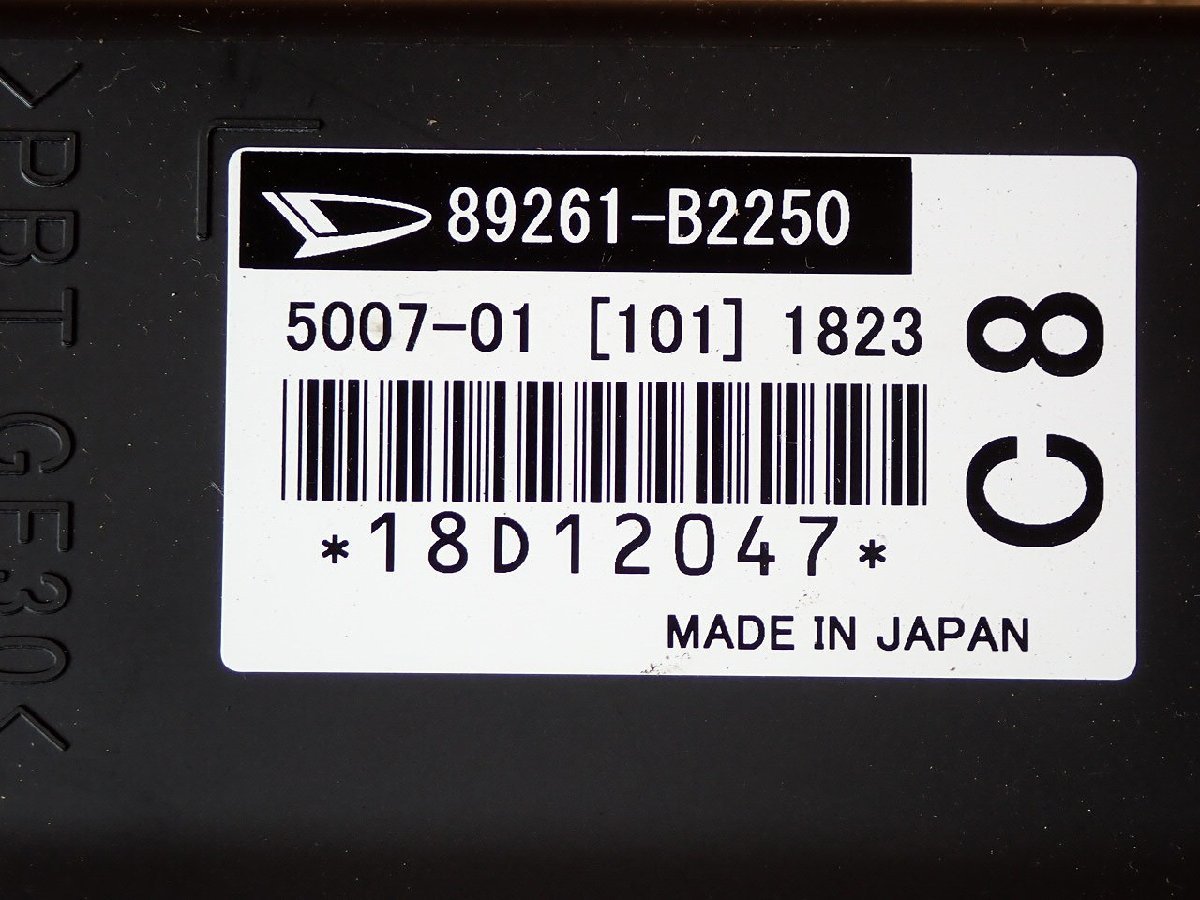 89261-B2250
5007-01 [101] 1823
*18D12047*
MADE IN JAPAN
C8
>PBT GF30<